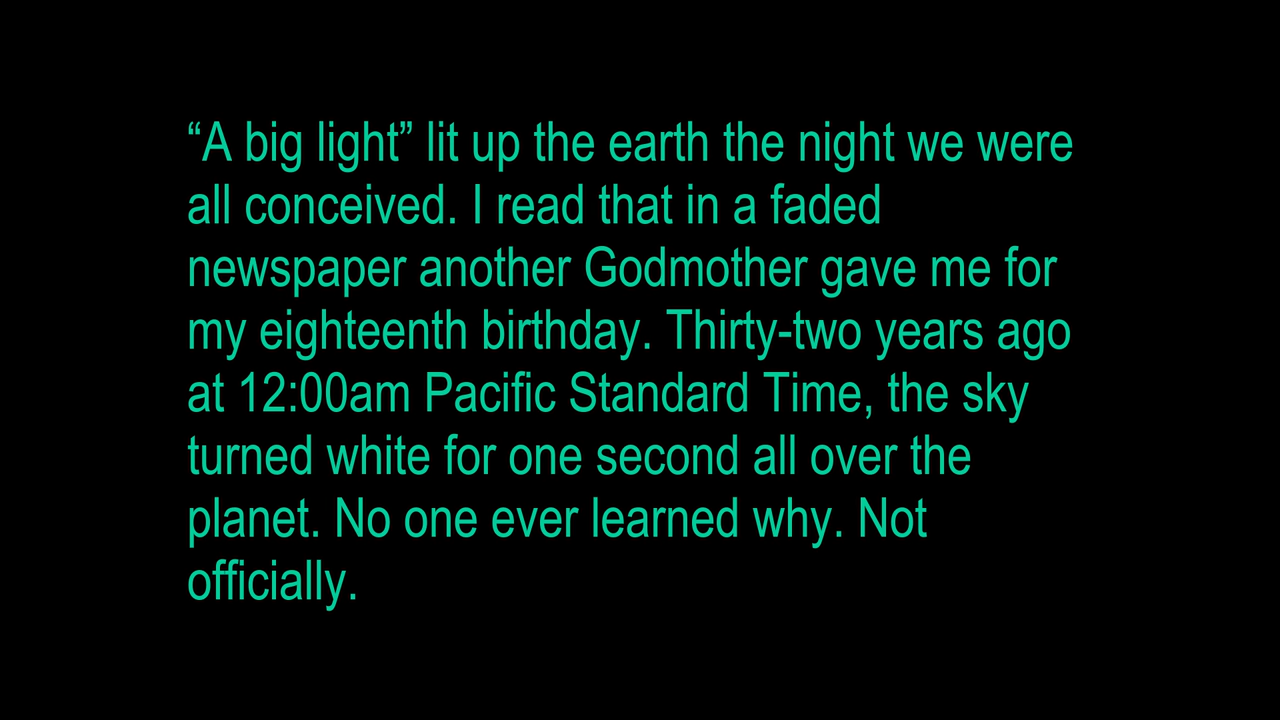 “A big light” lit up the earth the night we were
all conceived. I read that in a faded
newspaper another Godmother gave me for
my eighteenth birthday. Thirty-two years ago
at 12:00am Pacific Standard Time, the sky
turned white for one second all over the
planet. No one ever learned why. Not
officially.